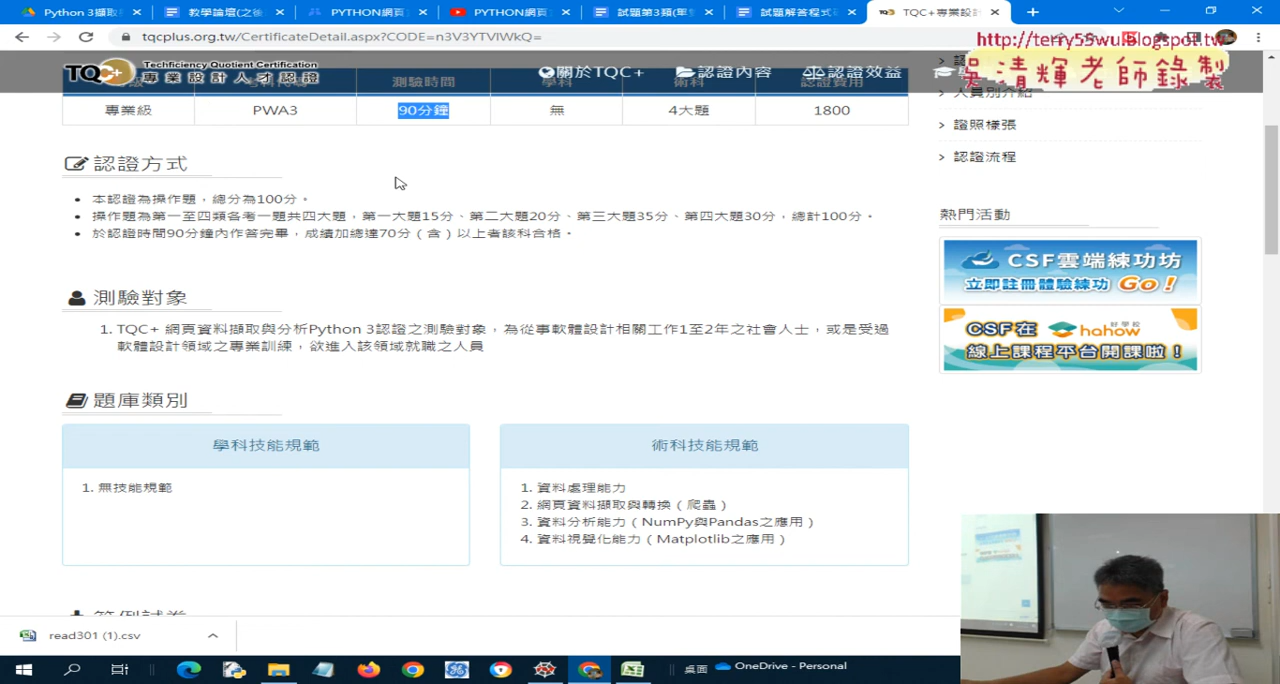 Python 3擷取
教學論壇(之後
PYTHON網頁
PYTHON網頁
試題第3類(單
試題解答程式
TQC+專業設計
tqcplus.org.tw/CertificateDetail.aspx?CODE=n3V3YTVIWkQ=
http://terry55wu.blogspot.tw
吳清輝老師錄製
TQC+
Techficiency Quotient Certification
專業設計人才認證
關於TQC+
認證內容
認證效益
測驗時間
學科
術科
認證費用
專業級
PWA3
90分鐘
無
4大題
1800
人員別介紹
證照樣張
認證流程
認證方式
本認證為操作題，總分為100分。
操作題為第一至四類各考一題共四大題，第一大題15分、第二大題20分、第三大題35分、第四大題30分，總計100分。
於認證時間90分鐘內作答完畢，成績加總達70分（含）以上者該科合格。
熱門活動
CSF雲端練功坊
立即註冊體驗練功 Go！
CSF在 好學校 hahow
線上課程平台開課啦！
測驗對象
1. TQC+ 網頁資料擷取與分析Python 3認證之測驗對象，為從事軟體設計相關工作1至2年之社會人士，或是受過
軟體設計領域之專業訓練，欲進入該領域就職之人員
題庫類別
學科技能規範
1. 無技能規範
術科技能規範
1. 資料處理能力
2. 網頁資料擷取與轉換（爬蟲）
3. 資料分析能力（NumPy與Pandas之應用）
4. 資料視覺化能力（Matplotlib之應用）
範例試卷
read301 (1).csv
桌面
OneDrive - Personal